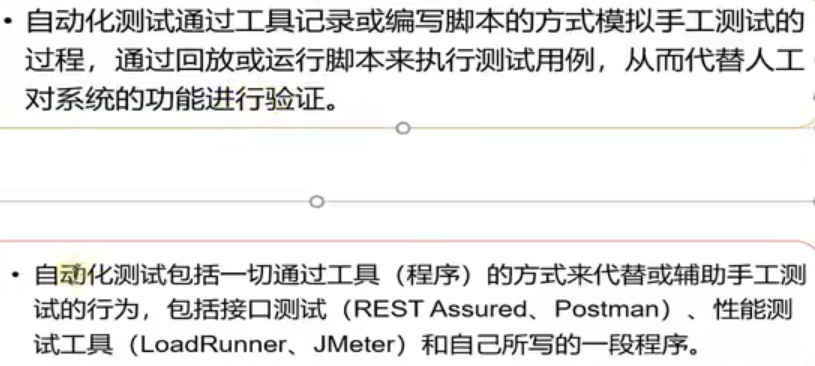 • 自动化测试通过工具记录或编写脚本的方式模拟手工测试的
过程，通过回放或运行脚本来执行测试用例，从而代替人工
对系统的功能进行验证。
• 自动化测试包括一切通过工具（程序）的方式来代替或辅助手工测
试的行为，包括接口测试（REST Assured、Postman）、性能测
试工具（LoadRunner、JMeter）和自己所写的一段程序。